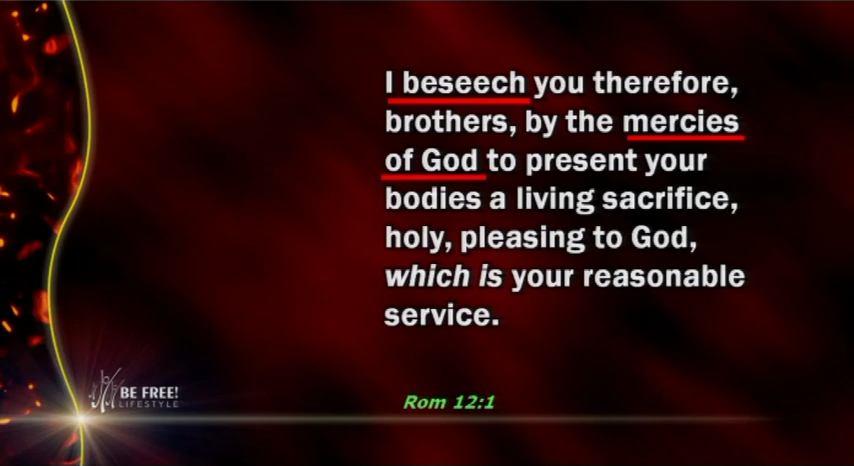 I beseech you therefore,
brothers, by the mercies
of God to present your
bodies a living sacrifice,
holy, pleasing to God,
which is your reasonable
service.
BE FREE!
LIFESTYLE
Rom 12:1